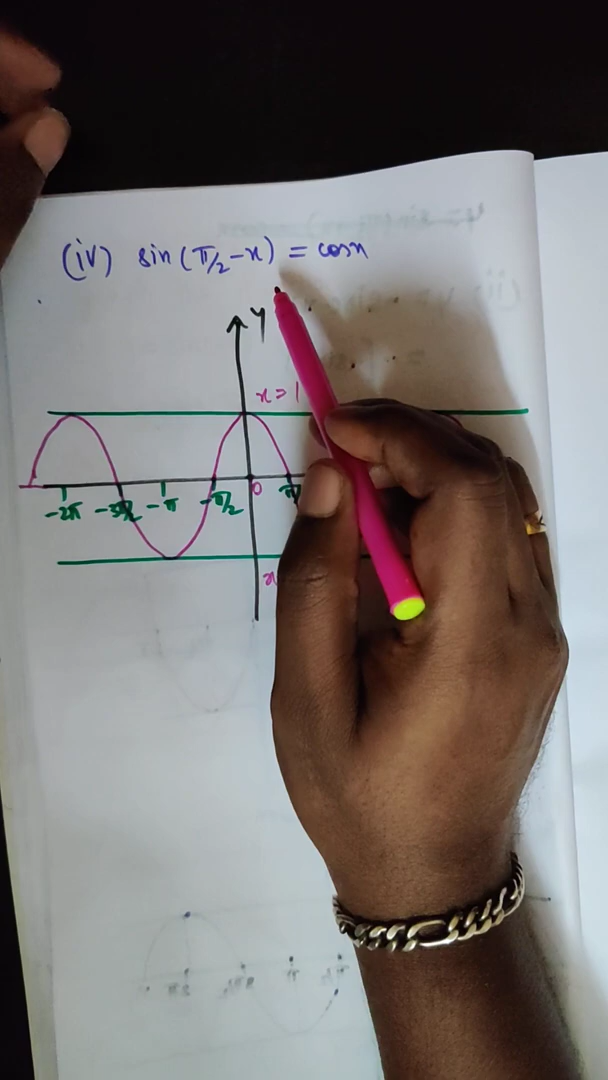 (iv) sin(π/2-x) = cosx
y
x=1
-2π -3π/2 -π -π/2 0
x